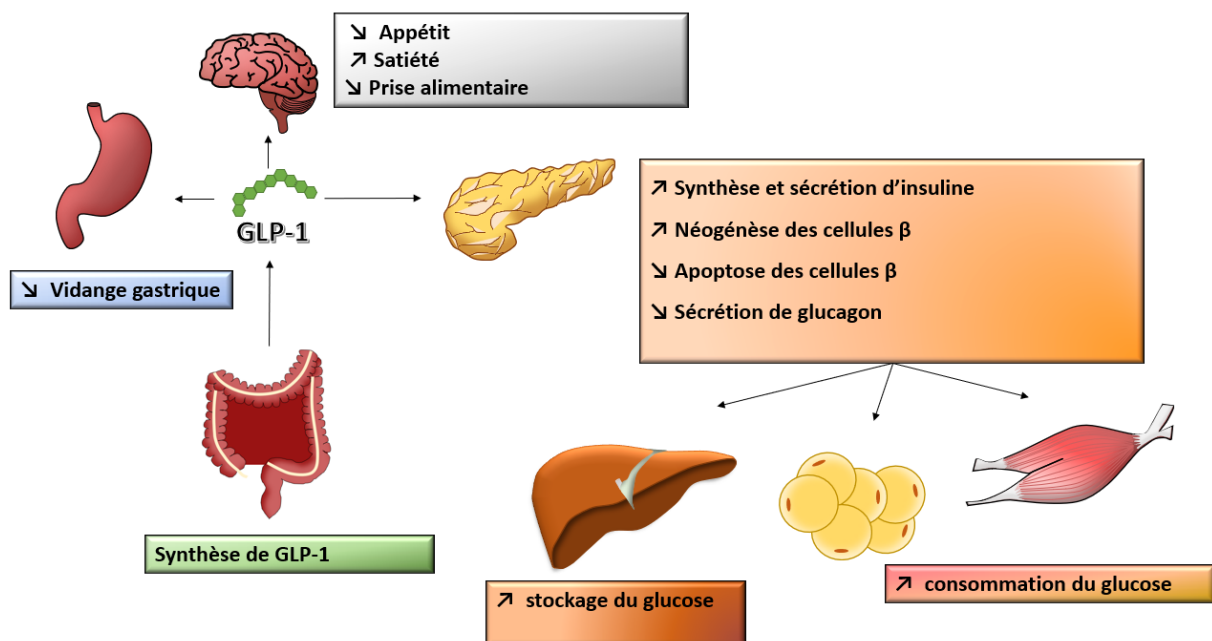 ↘ Appétit
↗ Satiété
↘ Prise alimentaire
GLP-1
↗ Synthèse et sécrétion d'insuline
↗ Néogénèse des cellules β
↘ Apoptose des cellules β
↘ Sécrétion de glucagon
↘ Vidange gastrique
Synthèse de GLP-1
↗ stockage du glucose
↗ consommation du glucose